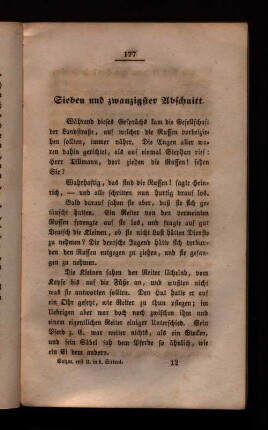 177
Sieben und zwanzigster Abschnitt.
Während dieses Gesprächs kam die Gesellschaft
der Landstraße, auf welcher die Russen vorbeizie-
hen sollten, immer näher. Die Augen aller wa-
ren dahin gerichtet, als auf einmal rief:
Herr Tillmann, dort ziehen die Russen! sehen
Sie?
Wahrhaftig, das sind die Russen! sagte Hein-
rich, — und alle schritten nun hurtig drauf los.
Bald darauf sahen sie aber, daß sie sich ge-
täuscht hatten. Ein Reiter von den vermeinten
Russen sprengte auf sie los, und fragte auf gut
Deutsch die Kleinen, ob sie nicht Lust hätten Dienste
zu nehmen? Die deutsche Jugend hätte sich verbun-
den den Russen entgegen zu ziehen, und sie gefan-
gen zu nehmen.
Die Kleinen sahen den Reiter lächelnd, vom
Kopfe bis auf die Füße an, und wußten nicht
was sie antworten sollten. Den Hut hatte er auf
ein Ohr gesetzt, wie Reiter zu thun pflegen; im
Uebrigen aber war doch noch zwischen ihm und
einem eigentlichen Reiter einiger Unterschied. Sein
Pferd z. E. war weiter nichts, als ein Stecken,
und sein Säbel sah dem Pferde so ähnlich, wie
ein Ei dem andern.
12